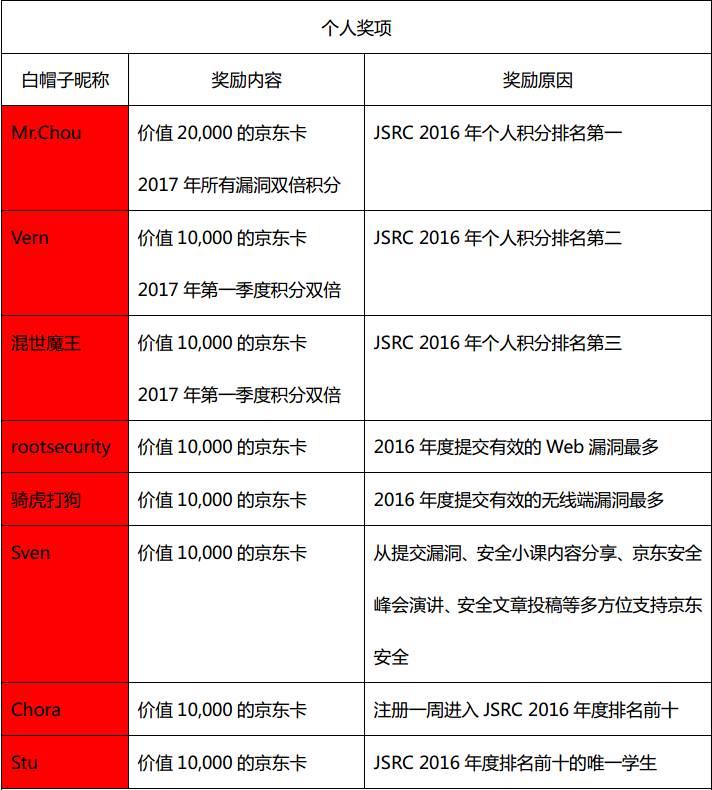 个人奖项
白帽子昵称 奖励内容 奖励原因
Mr.Chou 价值 20,000 的京东卡 JSRC 2016 年个人积分排名第一
2017 年所有漏洞双倍积分
Vern 价值 10,000 的京东卡 JSRC 2016 年个人积分排名第二
2017 年第一季度积分双倍
混世魔王 价值 10,000 的京东卡 JSRC 2016 年个人积分排名第三
2017 年第一季度积分双倍
rootsecurity 价值 10,000 的京东卡 2016 年度提交有效的 Web 漏洞最多
骑虎打狗 价值 10,000 的京东卡 2016 年度提交有效的无线端漏洞最多
Sven 价值 10,000 的京东卡 从提交漏洞、安全小课内容分享、京东安全
峰会演讲、安全文章投稿等多方位支持京东
安全
Chora 价值 10,000 的京东卡 注册一周进入 JSRC 2016 年度排名前十
Stu 价值 10,000 的京东卡 JSRC 2016 年度排名前十的唯一学生